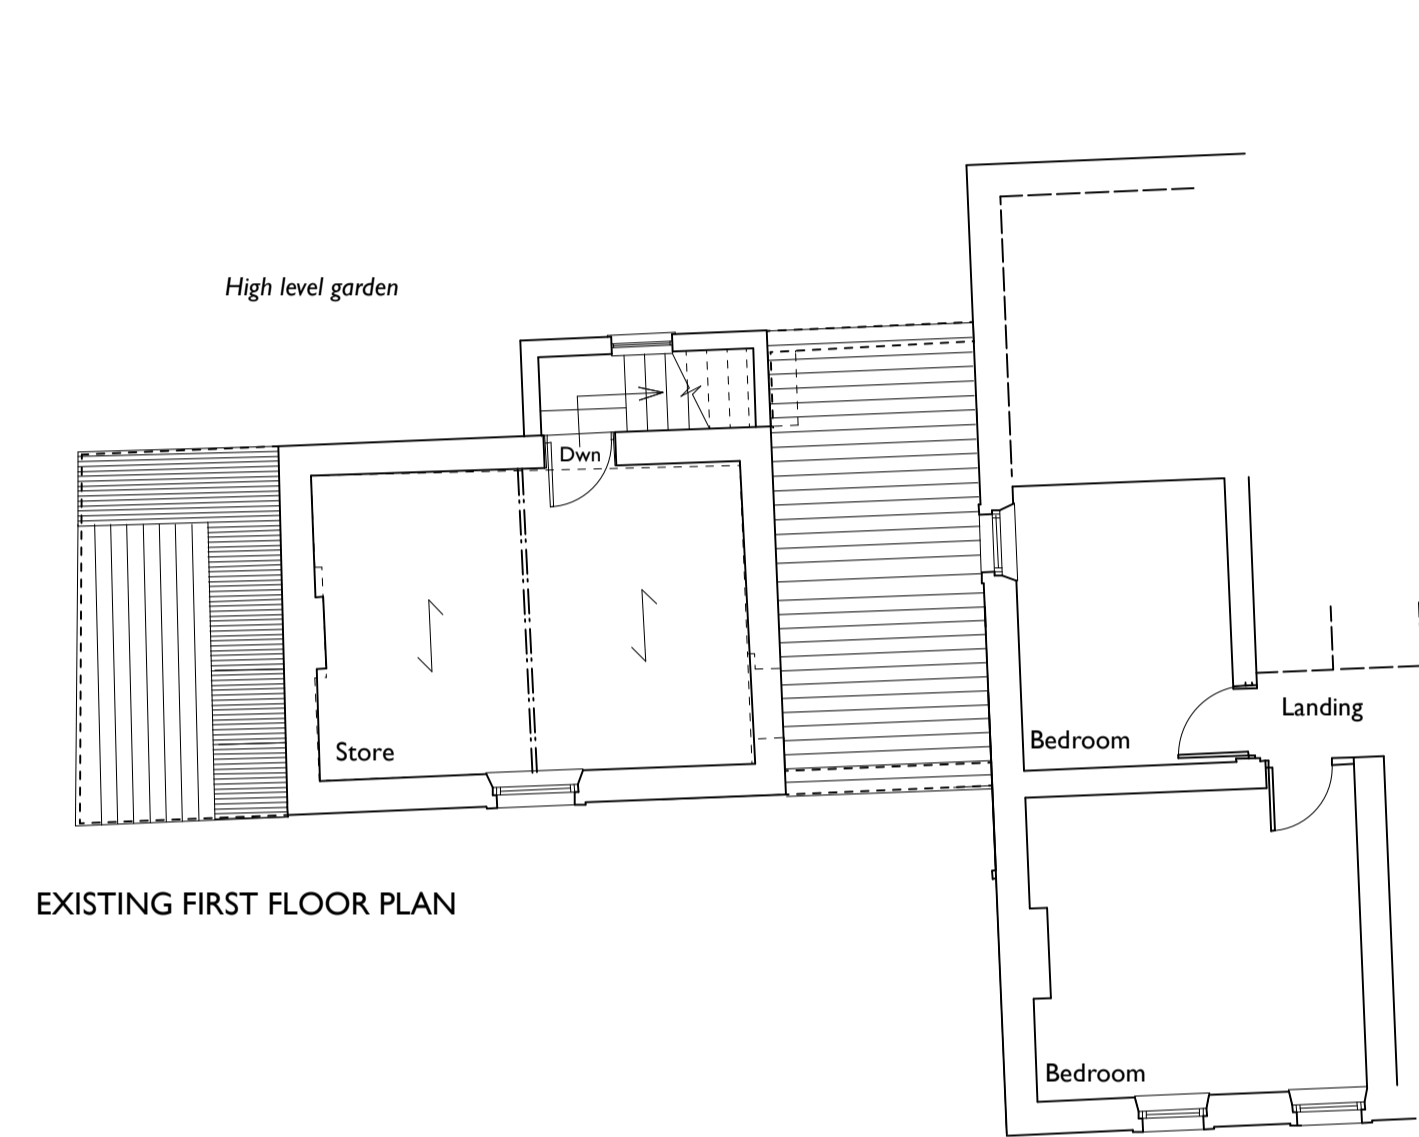 High level garden
Dwn
Store
Landing
Bedroom
EXISTING FIRST FLOOR PLAN
Bedroom